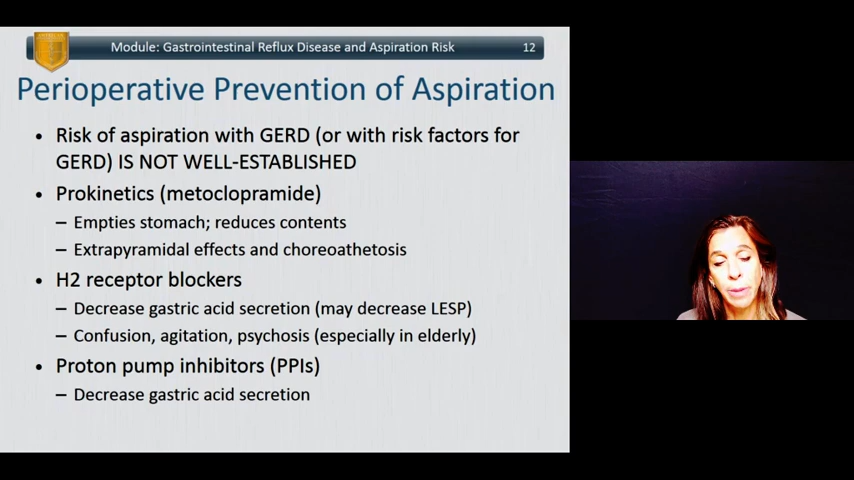 Module: Gastrointestinal Reflux Disease and Aspiration Risk 12
Perioperative Prevention of Aspiration
• Risk of aspiration with GERD (or with risk factors for
GERD) IS NOT WELL-ESTABLISHED
• Prokinetics (metoclopramide)
– Empties stomach; reduces contents
– Extrapyramidal effects and choreoathetosis
• H2 receptor blockers
– Decrease gastric acid secretion (may decrease LESP)
– Confusion, agitation, psychosis (especially in elderly)
• Proton pump inhibitors (PPIs)
– Decrease gastric acid secretion